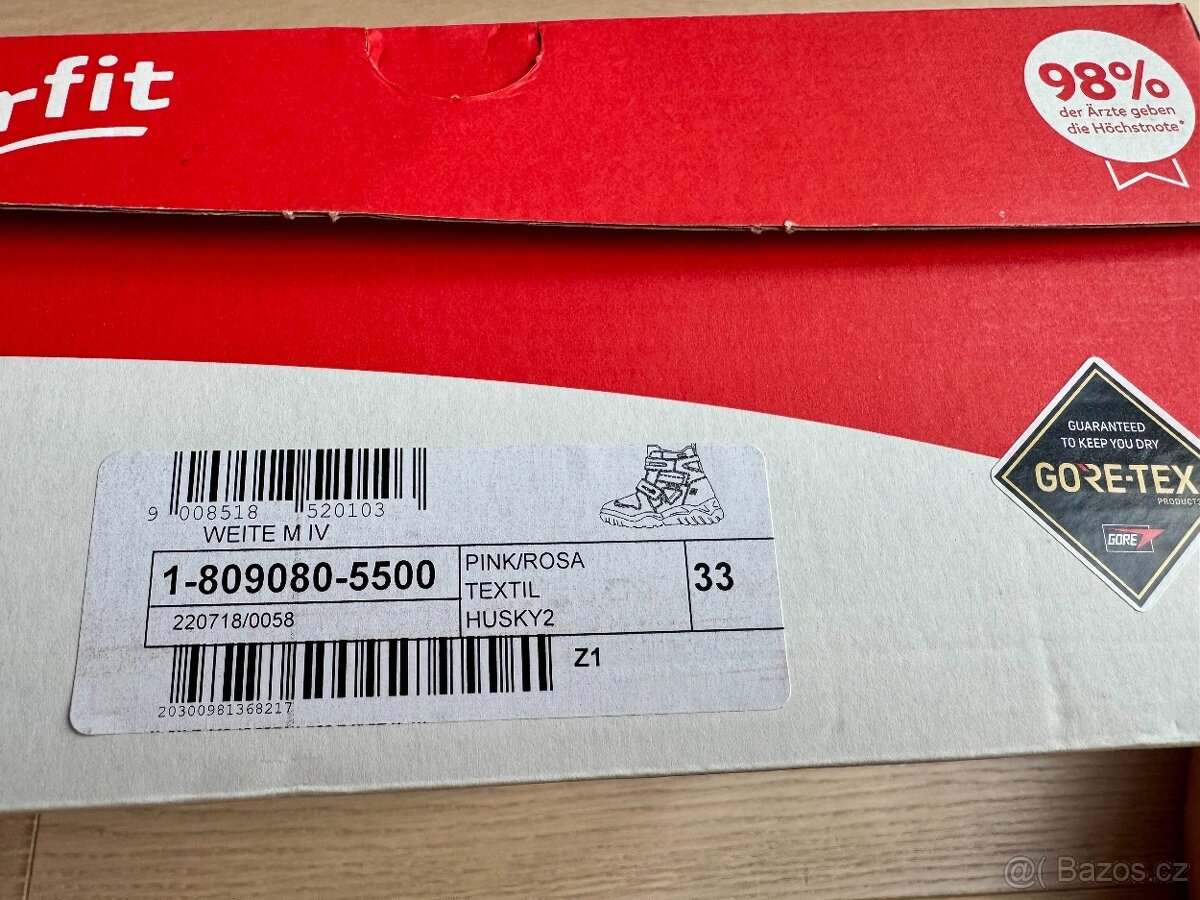 rfit
98%
der Ärzte geben
die Höchstnote*
GUARANTEED
TO KEEP YOU DRY
GORE-TEX
PRODUCTS
GORE
9 008518 520103
WEITE M IV
1-809080-5500
220718/0058
PINK/ROSA
TEXTIL
HUSKY2
33
Z1
20300981368217
@( Bazos.cz